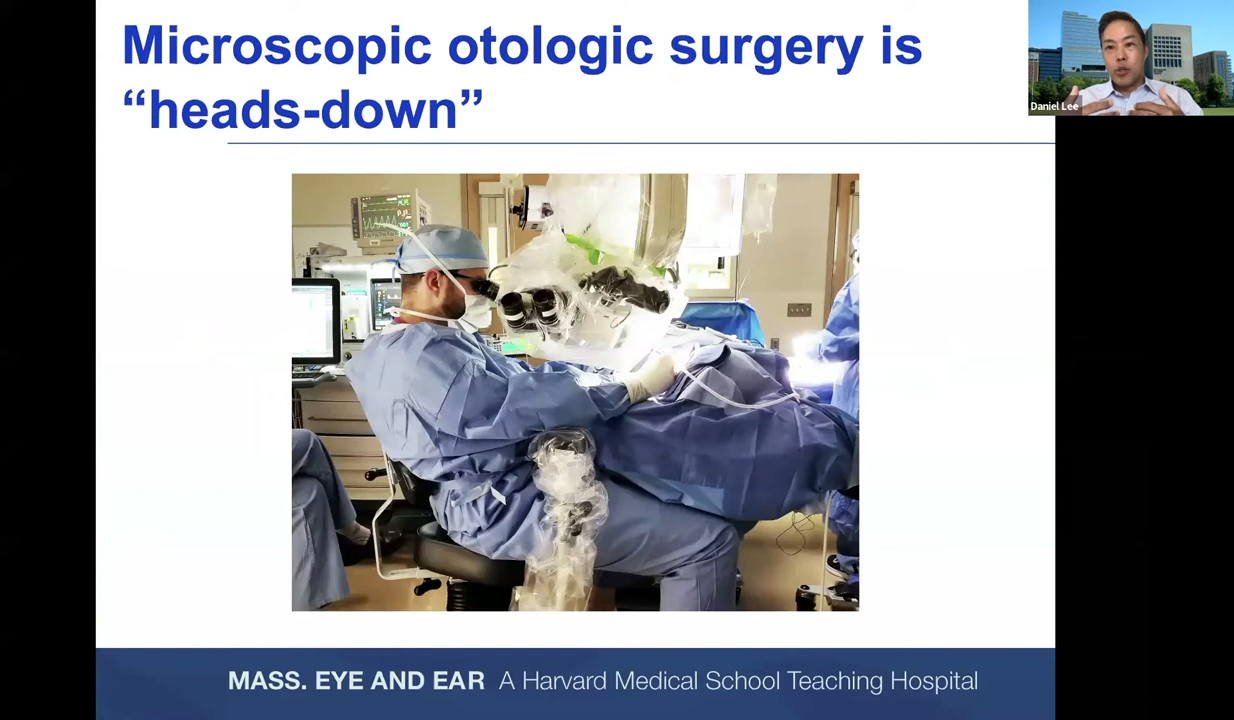 Microscopic otologic surgery is
“heads-down”
Daniel Lee
MASS. EYE AND EAR A Harvard Medical School Teaching Hospital